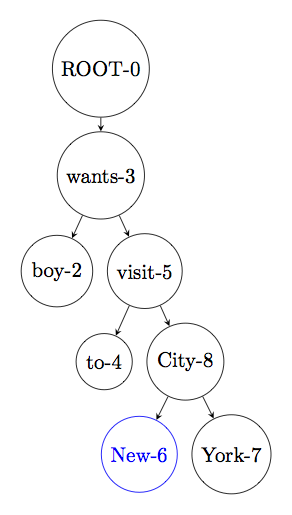 ROOT-0
wants-3
boy-2 visit-5
to-4 City-8
New-6 York-7